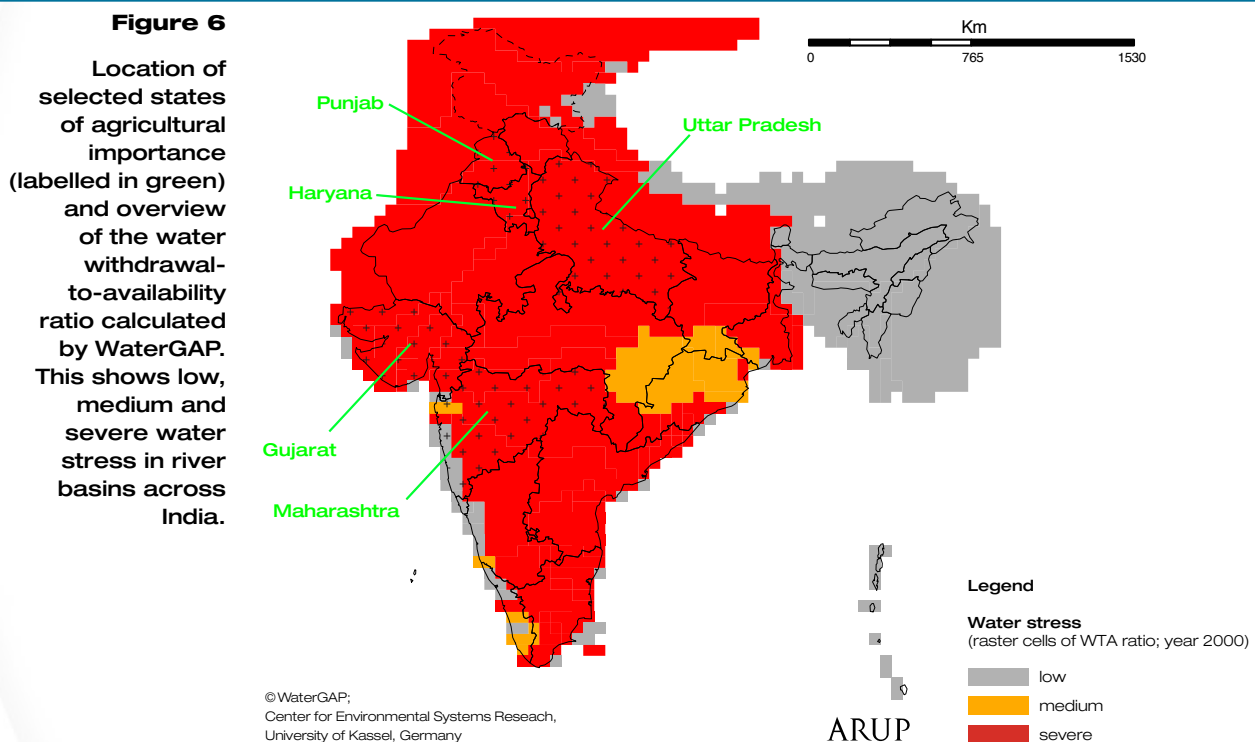 Figure 6
Location of
selected states
of agricultural
importance
(labelled in green)
and overview
of the water
withdrawal-
to-availability
ratio calculated
by WaterGAP.
This shows low,
medium and
severe water
stress in river
basins across
India.
Km
0 765 1530
Punjab
Uttar Pradesh
Haryana
Gujarat
Maharashtra
Legend
Water stress
(raster cells of WTA ratio; year 2000)
low
medium
severe
©WaterGAP;
Center for Environmental Systems Reseach,
University of Kassel, Germany
ARUP